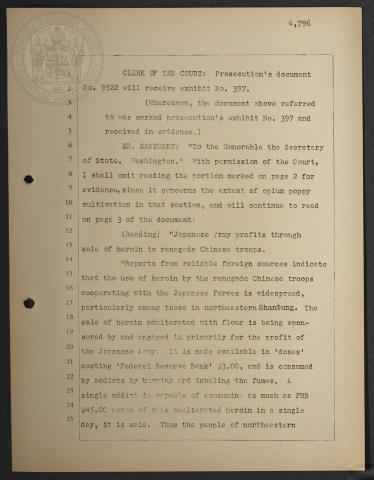 4,796
1 CLERK OF THE COURT: Prosecution's document
2 No. 9522 will receive exhibit No. 397.
3 (Whereupon, the document above referred
4 to was marked prosecution's exhibit No. 397 and
5 received in evidence.)
6 MR. SANDUSKY: "To the Honorable the Secretary
7 of State. Washington." With permission of the Court,
8 I shall omit reading the portion marked on page 2 for
9 evidence, since it concerns the extent of opium poppy
10 cultivation in that section, and will continue to read
11 on page 3 of the document:
12 (Reading) "Japanese Army profits through
13 sale of heroin to renegade Chinese troops.
14 "Reports from reliable foreign sources indicate
15 that the use of heroin by the renegade Chinese troops
16 cooperating with the Japanese forces is widespread,
17 particularly among those in northeastern Shantung. The
18 sale of heroin adulterated with flour is being spon-
19 sored by and engaged in primarily for the profit of
20 the Japanese Army. It is made available in 'doses'
21 costing 'Federal Reserve Bank' $3.00, and is consumed
22 by addicts by burning and inhaling the fumes. A
23 single addict is capable of consuming as much as FRB
24 $45.00 worth of this adulterated heroin in a single
25 day, it is said. Thus the people of northeastern